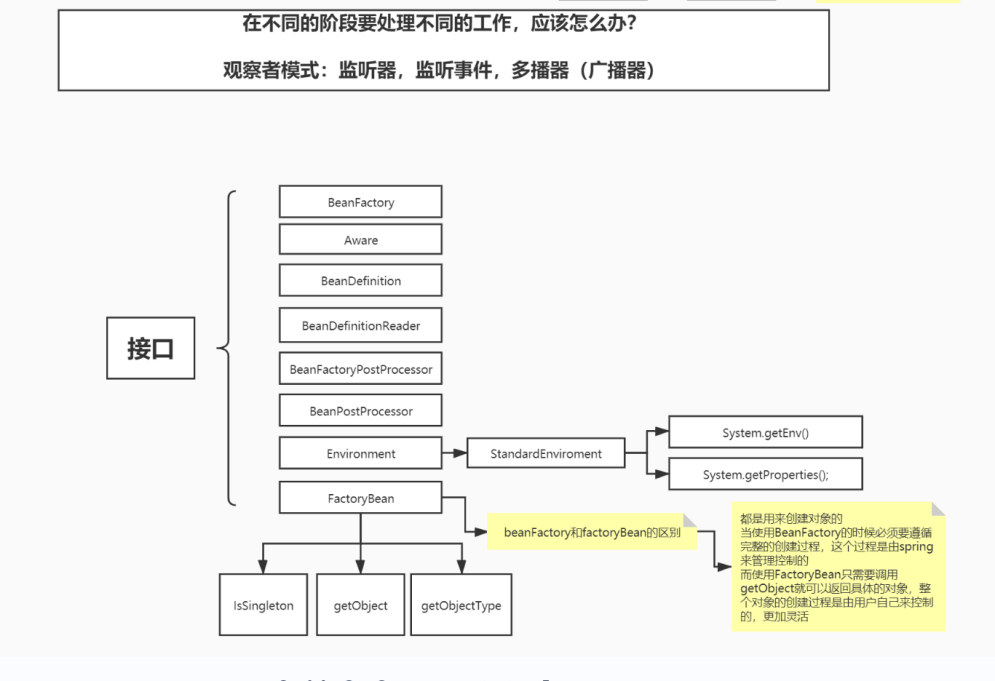 在不同的阶段要处理不同的工作，应该怎么办？
观察者模式：监听器，监听事件，多播器（广播器）
BeanFactory
Aware
BeanDefinition
BeanDefinitionReader
接口
BeanFactoryPostProcessor
BeanPostProcessor
Environment
StandardEnviroment
System.getEnv()
System.getProperties();
FactoryBean
beanFactory和factoryBean的区别
都是用来创建对象的
当使用BeanFactory的时候必须要遵循
完整的创建过程，这个过程是由spring
来管理控制的
而使用FactoryBean只需要调用
getObject就可以返回具体的对象，整
个对象的创建过程是由用户自己来控制
的，更加灵活
IsSingleton
getObject
getObjectType